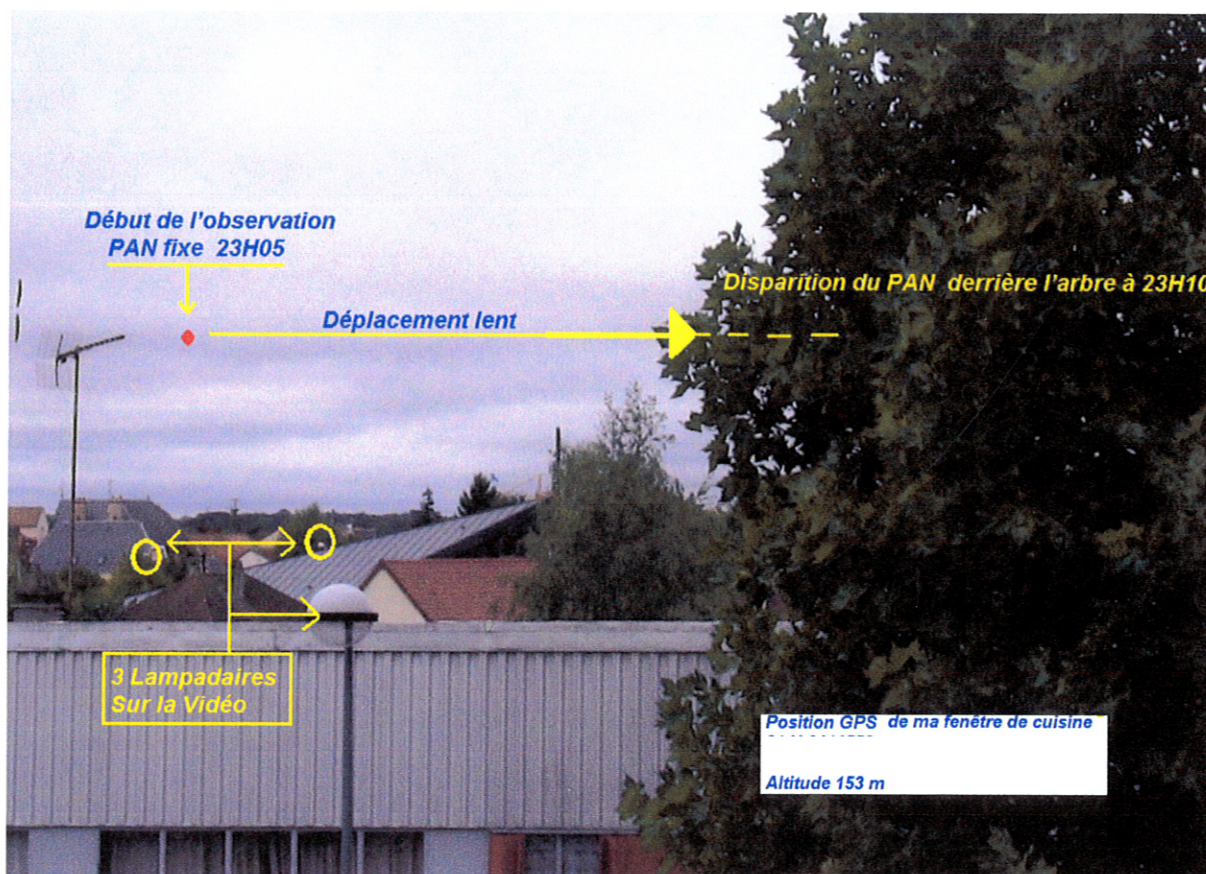 Début de l'observation
PAN fixe 23H05
Disparition du PAN derrière l'arbre à 23H10
Déplacement lent
3 Lampadaires
Sur la Vidéo
Position GPS de ma fenêtre de cuisine
Altitude 153 m